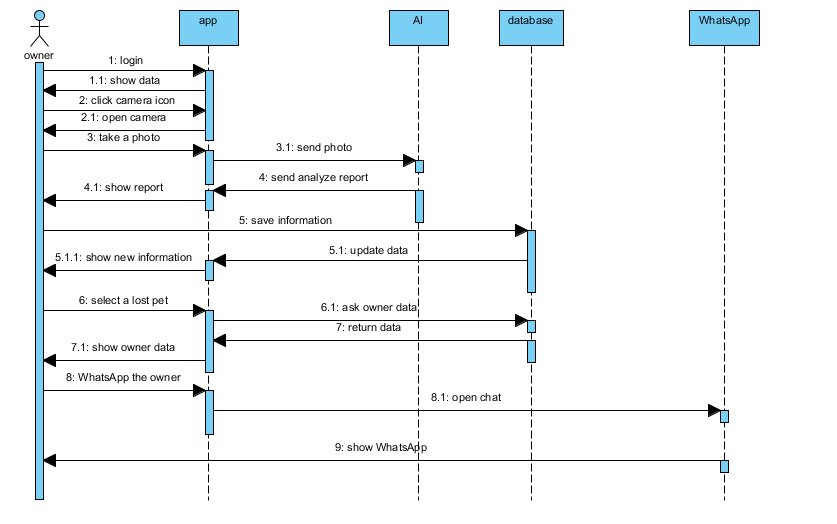 app
AI
database
WhatsApp
owner
1: login
1.1: show data
2: click camera icon
2.1: open camera
3: take a photo
3.1: send photo
4: send analyze report
4.1: show report
5: save information
5.1: update data
5.1.1: show new information
6: select a lost pet
6.1: ask owner data
7: return data
7.1: show owner data
8: WhatsApp the owner
8.1: open chat
9: show WhatsApp